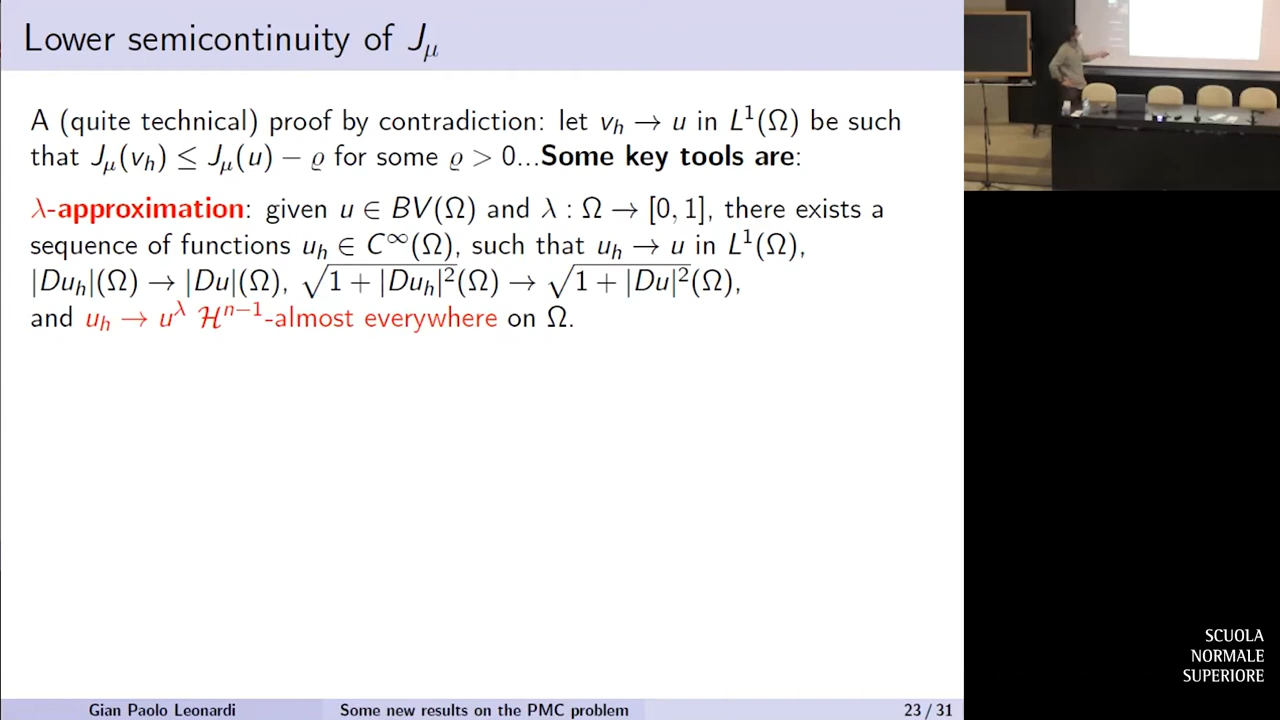 Lower semicontinuity of J_μ
A (quite technical) proof by contradiction: let v_h → u in L¹(Ω) be such
that J_μ(v_h) ≤ J_μ(u) − ϱ for some ϱ > 0...Some key tools are:
λ-approximation: given u ∈ BV(Ω) and λ : Ω → [0, 1], there exists a
sequence of functions u_h ∈ C^∞(Ω), such that u_h → u in L¹(Ω),
|Du_h|(Ω) → |Du|(Ω), √(1 + |Du_h|²)(Ω) → √(1 + |Du|²)(Ω),
and u_h → u^λ ℋ^{n−1}-almost everywhere on Ω.
Gian Paolo Leonardi Some new results on the PMC problem 23 / 31
SCUOLA
NORMALE
SUPERIORE